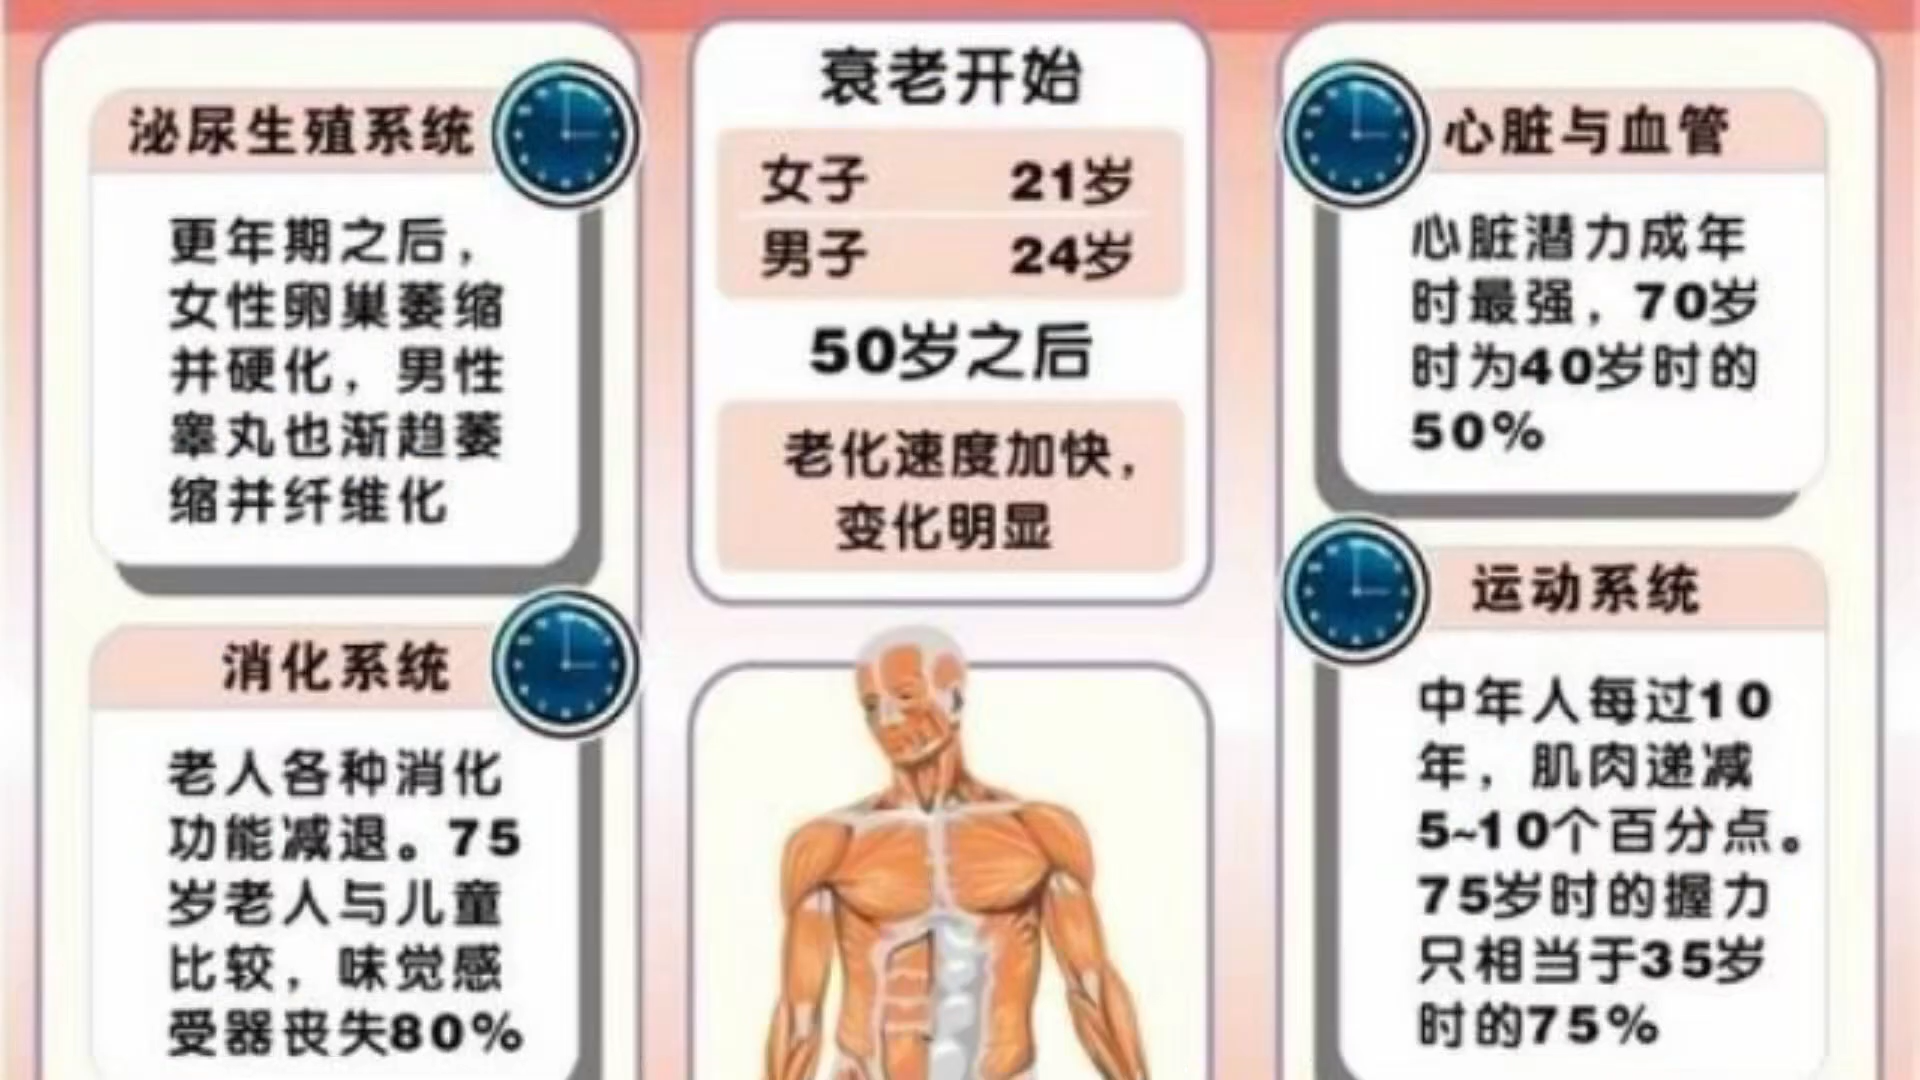 泌尿生殖系统
更年期之后，
女性卵巢萎缩
并硬化，男性
睾丸也渐趋萎
缩并纤维化
消化系统
老人各种消化
功能减退。75
岁老人与儿童
比较，味觉感
受器丧失80%
衰老开始
女子 21岁
男子 24岁
50岁之后
老化速度加快，
变化明显
心脏与血管
心脏潜力成年
时最强，70岁
时为40岁时的
50%
运动系统
中年人每过10
年，肌肉递减
5~10个百分点。
75岁时的握力
只相当于35岁
时的75%